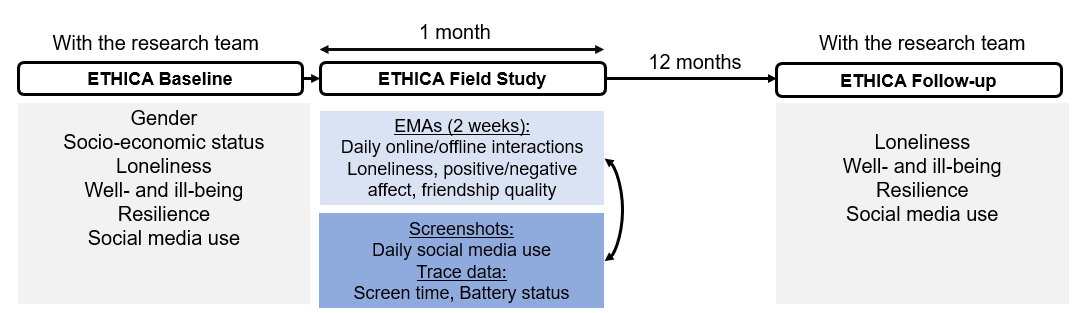 With the research team
ETHICA Baseline
Gender
Socio-economic status
Loneliness
Well- and ill-being
Resilience
Social media use
1 month
ETHICA Field Study
EMAs (2 weeks):
Daily online/offline interactions
Loneliness, positive/negative
affect, friendship quality
Screenshots:
Daily social media use
Trace data:
Screen time, Battery status
12 months
With the research team
ETHICA Follow-up
Loneliness
Well- and ill-being
Resilience
Social media use